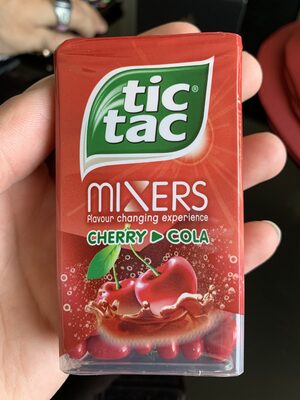 tic
tac®
MIXERS
Flavour changing experience
CHERRY ▶ COLA